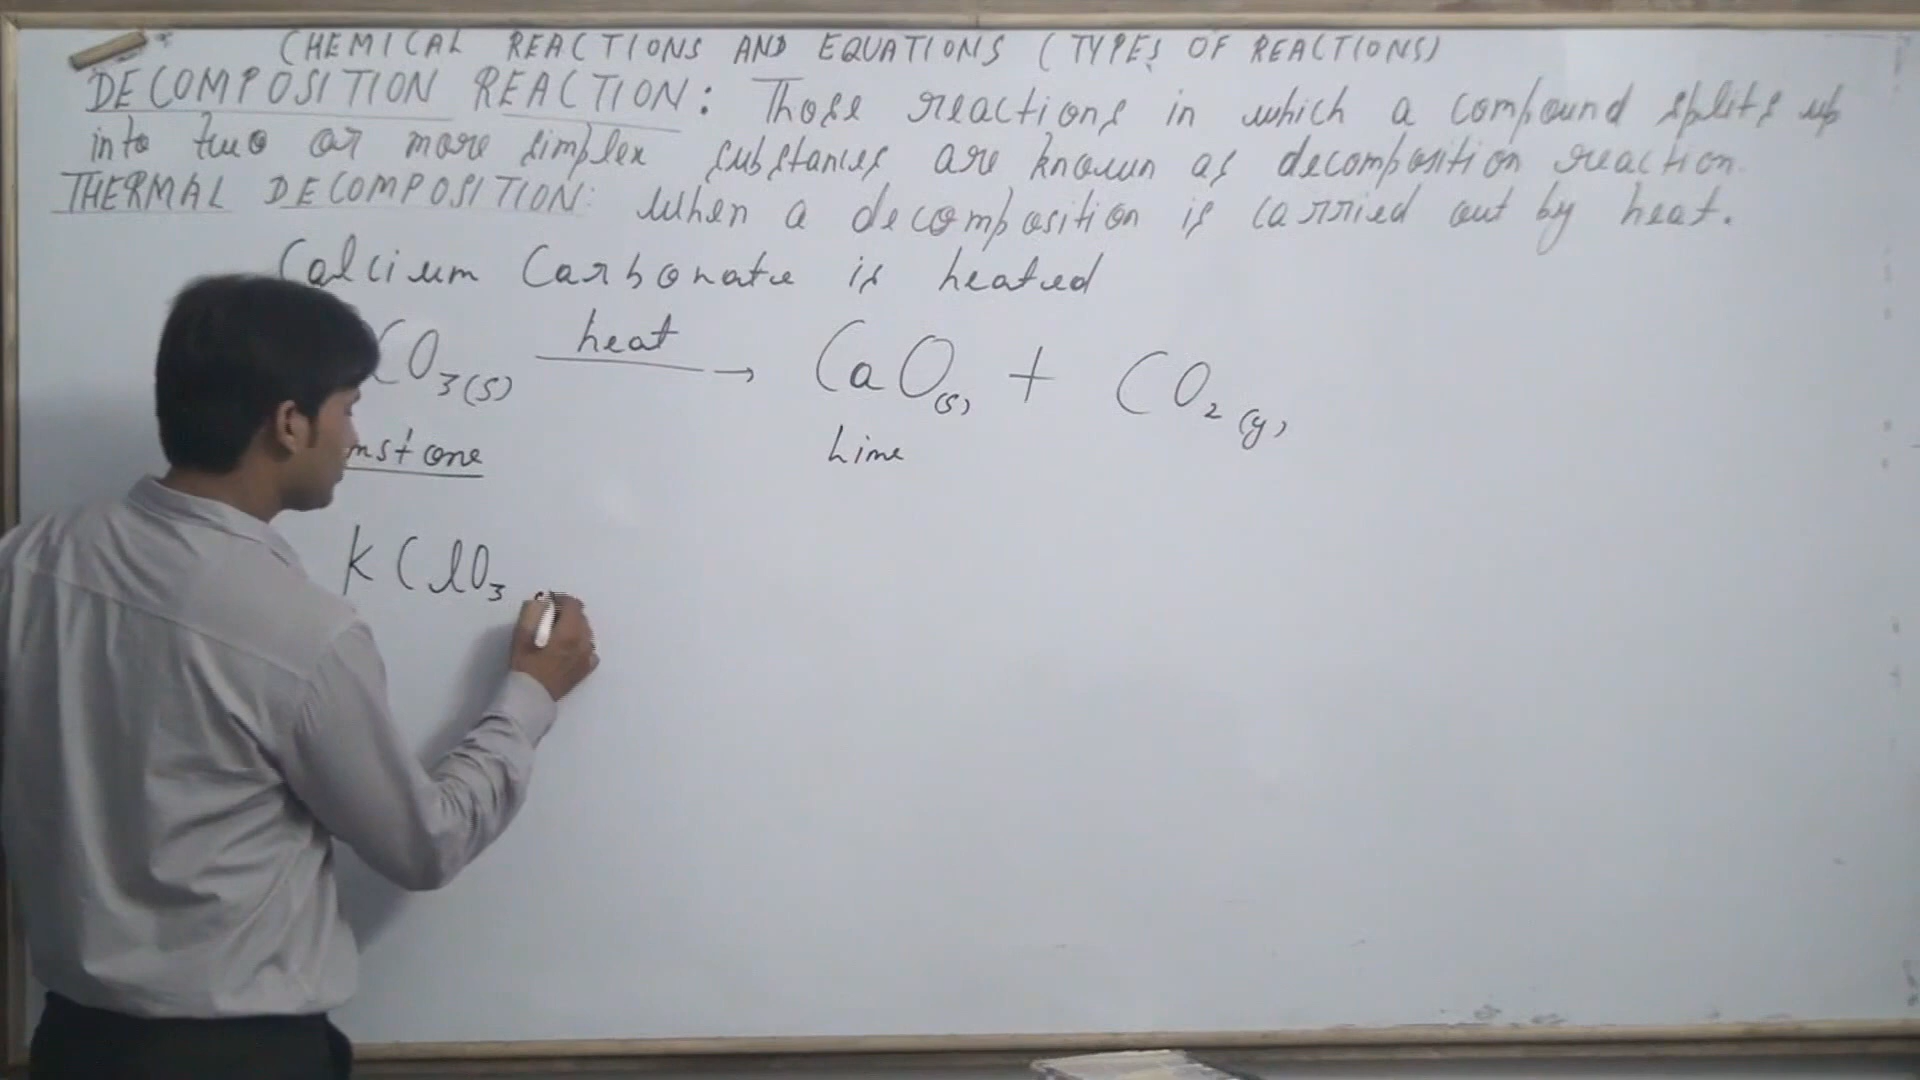 CHEMICAL REACTIONS AND EQUATIONS (TYPES OF REACTIONS)
DECOMPOSITION REACTION: Those reactions in which a compound splits up
into two or more simplex substances are known as decomposition reaction.
THERMAL DECOMPOSITION: When a decomposition is carried out by heat.
Calcium Carbonate is heated
CO3(s) heat → CaO(s) + CO2(g)
mstone Lime
KClO3